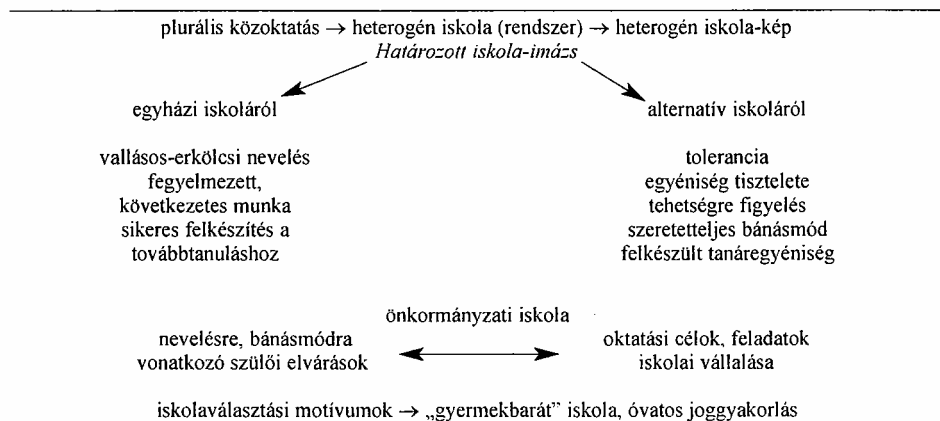 plurális közoktatás → heterogén iskola (rendszer) → heterogén iskola-kép
Határozott iskola-imázs
egyházi iskoláról
alternatív iskoláról
vallásos-erkölcsi nevelés
fegyelmezett,
következetes munka
sikeres felkészítés a
továbbtanuláshoz
tolerancia
egyéniség tisztelete
tehetségre figyelés
szeretetteljes bánásmód
felkészült tanáregyéniség
önkormányzati iskola
nevelésre, bánásmódra
vonatkozó szülői elvárások
oktatási célok, feladatok
iskolai vállalása
iskolaválasztási motívumok → „gyermekbarát” iskola, óvatos joggyakorlás